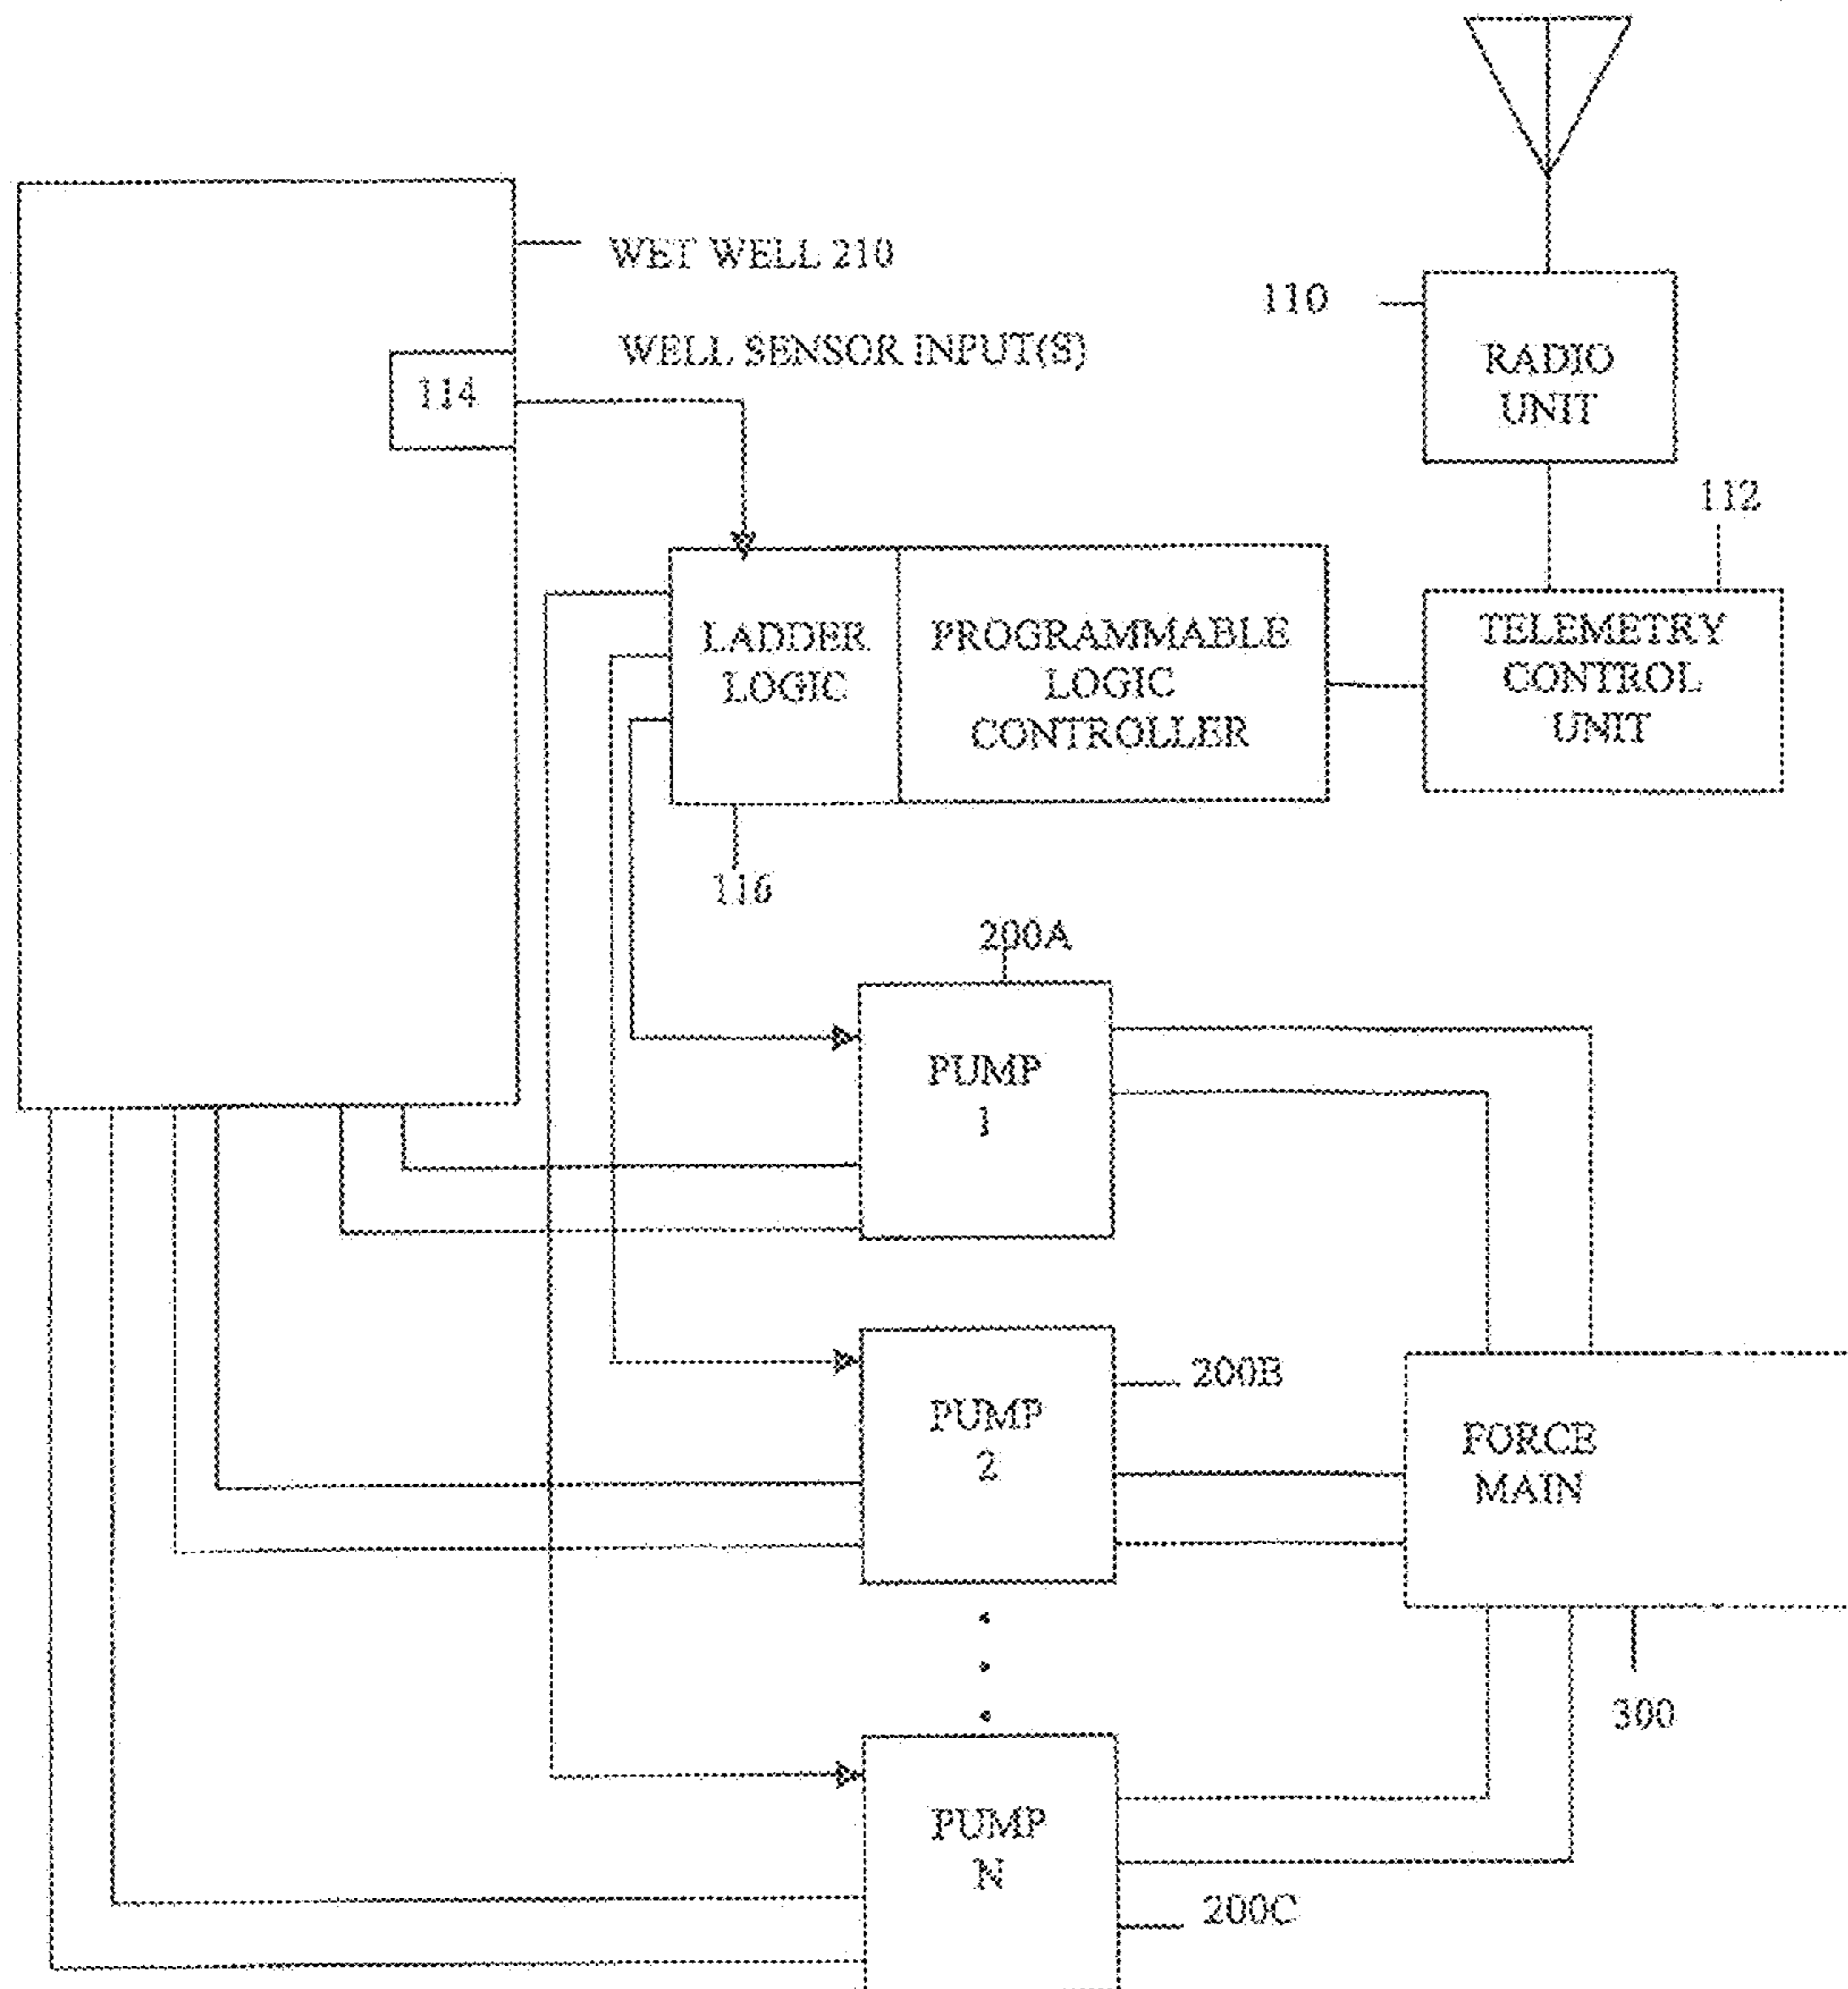 WET WELL 210
WELL SENSOR INPUT(S)
114
110
RADIO
UNIT
112
LADDER
LOGIC
PROGRAMMABLE
LOGIC
CONTROLLER
TELEMETRY
CONTROL
UNIT
116
200A
PUMP
1
200B
PUMP
2
FORCE
MAIN
300
PUMP
N
200C